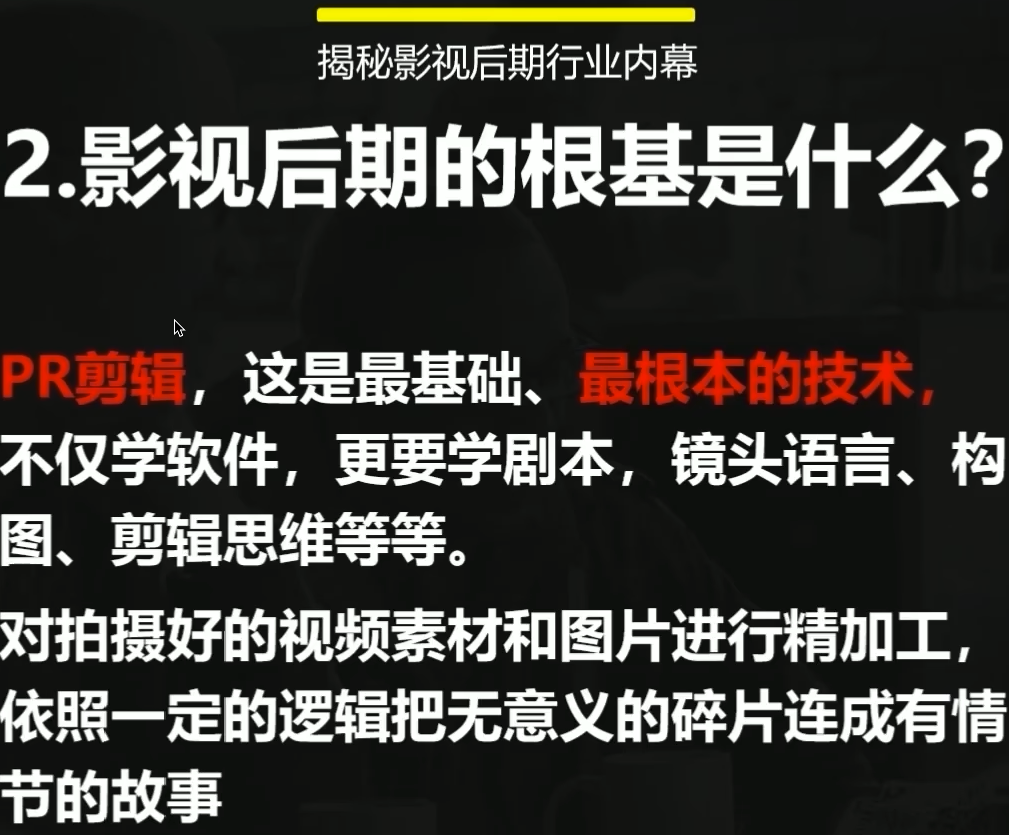 揭秘影视后期行业内幕
2.影视后期的根基是什么？
PR剪辑，这是最基础、最根本的技术，
不仅学软件，更要学剧本，镜头语言、构
图、剪辑思维等等。
对拍摄好的视频素材和图片进行精加工，
依照一定的逻辑把无意义的碎片连成有情
节的故事